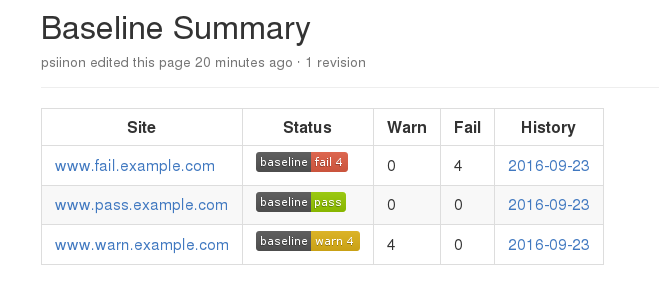 Baseline Summary
psiinon edited this page 20 minutes ago · 1 revision
Site Status Warn Fail History
www.fail.example.com baseline fail 4 0 4 2016-09-23
www.pass.example.com baseline pass 0 0 2016-09-23
www.warn.example.com baseline warn 4 4 0 2016-09-23